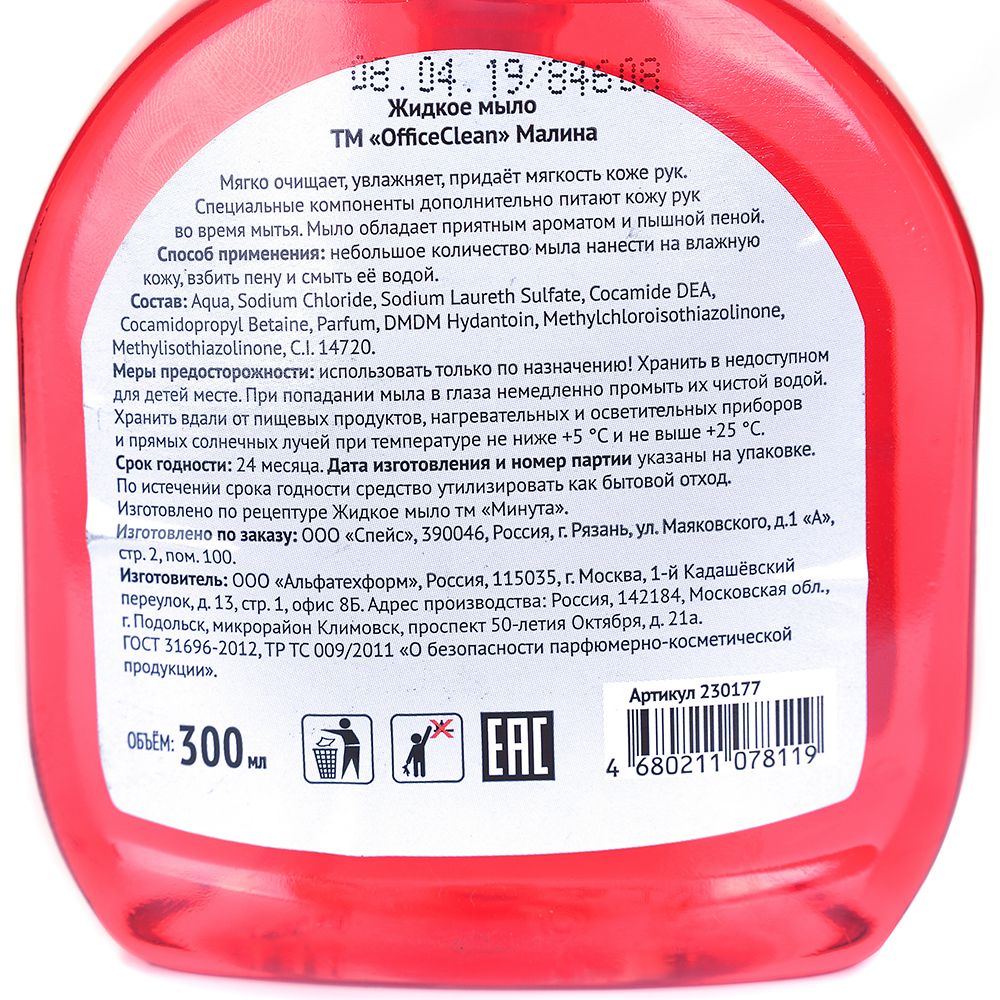 08.04.19/84608
Жидкое мыло
ТМ «OfficeClean» Малина
Мягко очищает, увлажняет, придаёт мягкость коже рук.
Специальные компоненты дополнительно питают кожу рук
во время мытья. Мыло обладает приятным ароматом и пышной пеной.
Способ применения: небольшое количество мыла нанести на влажную
кожу, взбить пену и смыть её водой.
Состав: Aqua, Sodium Chloride, Sodium Laureth Sulfate, Cocamide DEA,
Cocamidopropyl Betaine, Parfum, DMDM Hydantoin, Methylchloroisothiazolinone,
Methylisothiazolinone, C.I. 14720.
Меры предосторожности: использовать только по назначению! Хранить в недоступном
для детей месте. При попадании мыла в глаза немедленно промыть их чистой водой.
Хранить вдали от пищевых продуктов, нагревательных и осветительных приборов
и прямых солнечных лучей при температуре не ниже +5 °С и не выше +25 °С.
Срок годности: 24 месяца. Дата изготовления и номер партии указаны на упаковке.
По истечении срока годности средство утилизировать как бытовой отход.
Изготовлено по рецептуре Жидкое мыло тм «Минута».
Изготовлено по заказу: ООО «Спейс», 390046, Россия, г. Рязань, ул. Маяковского, д.1 «А»,
стр. 2, пом. 100.
Изготовитель: ООО «Альфатехформ», Россия, 115035, г. Москва, 1-й Кадашёвский
переулок, д. 13, стр. 1, офис 8Б. Адрес производства: Россия, 142184, Московская обл.,
г. Подольск, микрорайон Климовск, проспект 50-летия Октября, д. 21а.
ГОСТ 31696-2012, ТР ТС 009/2011 «О безопасности парфюмерно-косметической
продукции».
Артикул 230177
ОБЪЁМ: 300 мл
EAC
4 680211 078119